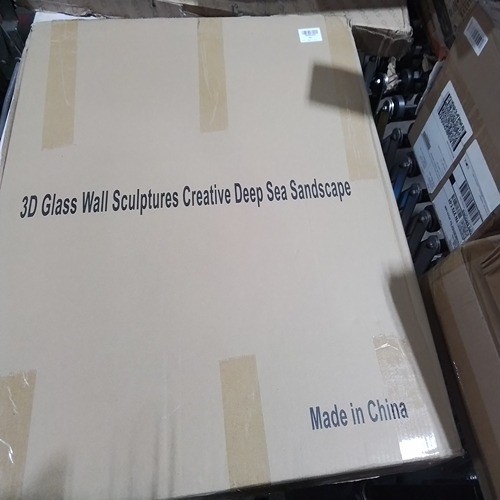 3D Glass Wall Sculptures Creative Deep Sea Sandscape
Made in China